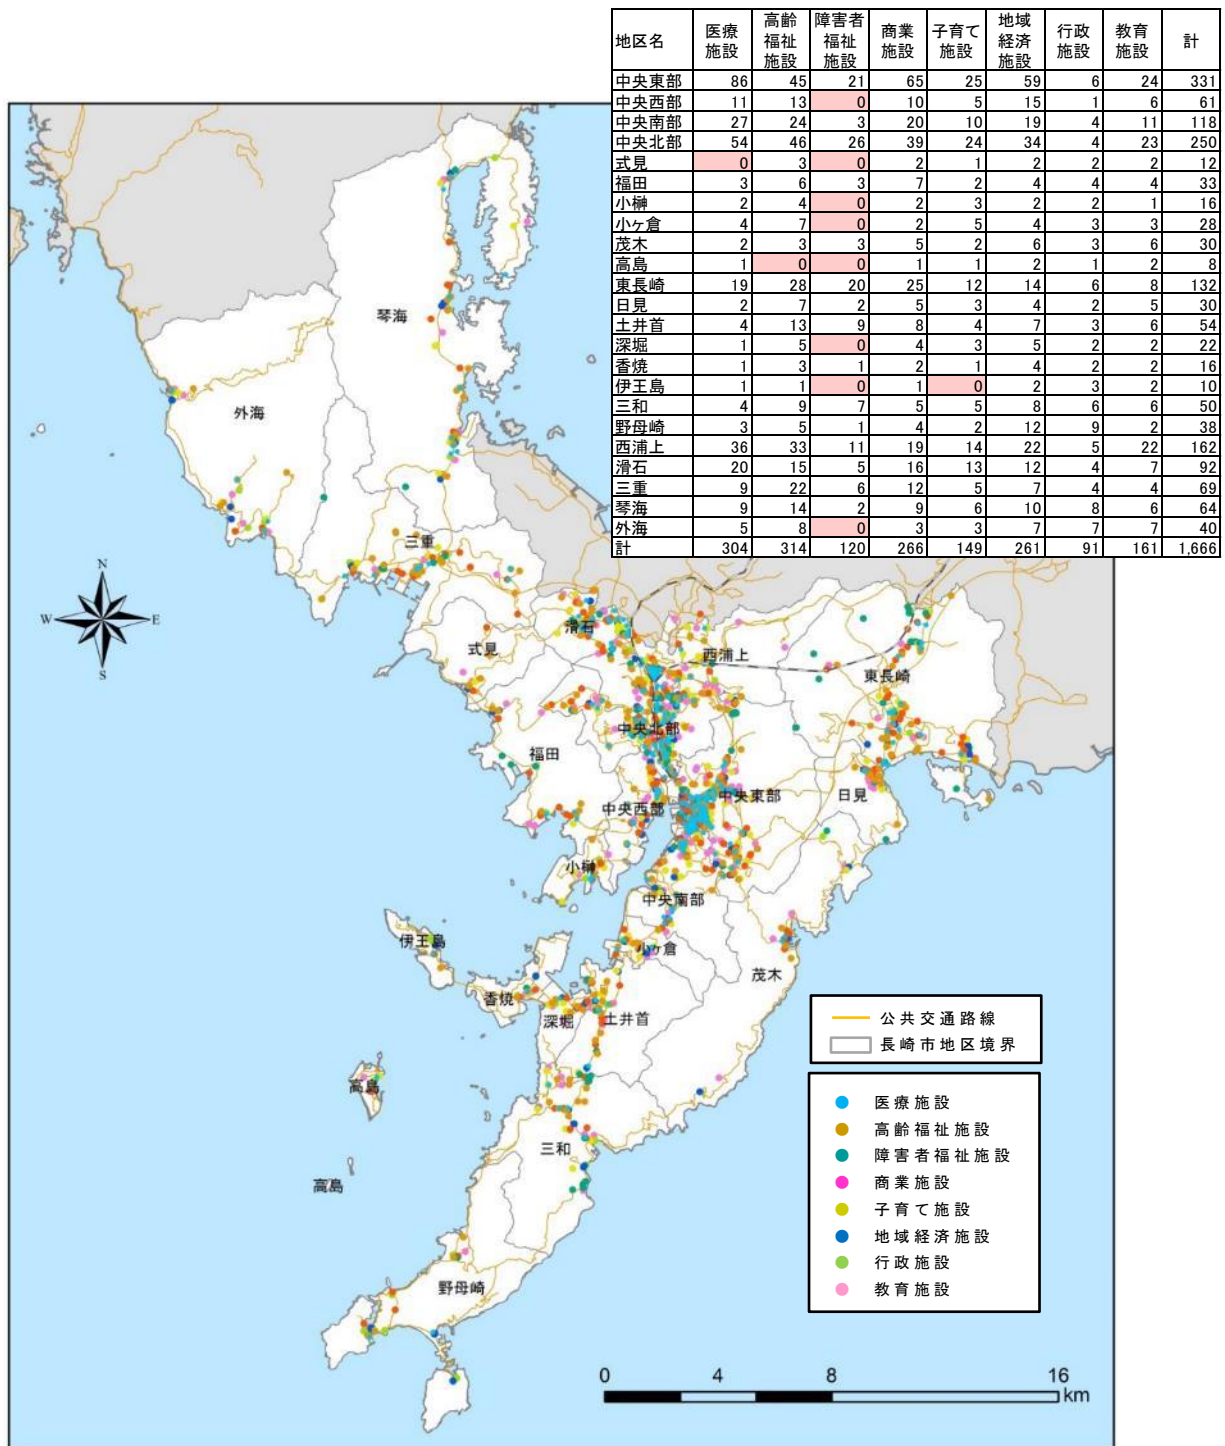 地区名 医療施設 高齢福祉施設 障害者福祉施設 商業施設 子育て施設 地域経済施設 行政施設 教育施設 計
中央東部 86 45 21 65 25 59 6 24 331
中央西部 11 13 0 10 5 15 1 6 61
中央南部 27 24 3 20 10 19 4 11 118
中央北部 54 46 26 39 24 34 4 23 250
式見 0 3 0 2 1 2 2 2 12
福田 3 6 3 7 2 4 4 4 33
小榊 2 4 0 2 3 2 2 1 16
小ヶ倉 4 7 0 2 5 4 3 3 28
茂木 2 3 3 5 2 6 3 6 30
高島 1 0 0 1 1 2 1 2 8
東長崎 19 28 20 25 12 14 6 8 132
日見 2 7 2 5 3 4 2 5 30
土井首 4 13 9 8 4 7 3 6 54
深堀 1 5 0 4 3 5 2 2 22
香焼 1 3 1 2 1 4 2 2 16
伊王島 1 1 0 1 0 2 3 2 10
三和 4 9 7 5 5 8 6 6 50
野母崎 3 5 1 4 2 12 9 2 38
西浦上 36 33 11 19 14 22 5 22 162
滑石 20 15 5 16 13 12 4 7 92
三重 9 22 6 12 5 7 4 4 69
琴海 9 14 2 9 6 10 8 6 64
外海 5 8 0 3 3 7 7 7 40
計 304 314 120 266 149 261 91 161 1,666
琴海
外海
三重
N
W E
S
滑石
式見
西浦上
東長崎
中央北部
福田
中央東部
日見
中央西部
小榊
中央南部
伊王島
小ヶ倉
茂木
香焼
深堀
土井首
高島
三和
高島
野母崎
公共交通路線
長崎市地区境界
医療施設
高齢福祉施設
障害者福祉施設
商業施設
子育て施設
地域経済施設
行政施設
教育施設
0 4 8 16
km